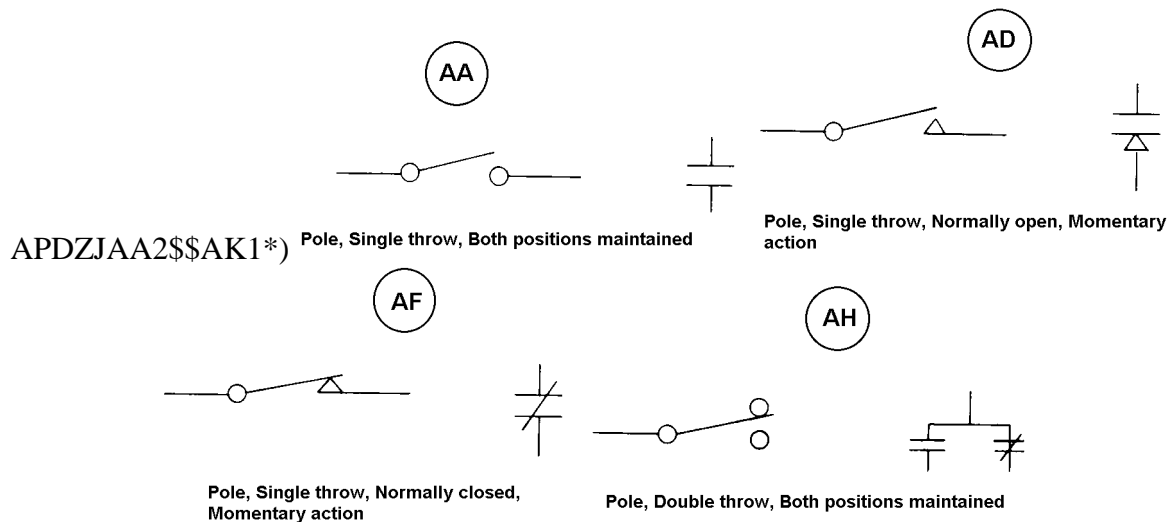 AA
AD
Pole, Single throw, Both positions maintained
Pole, Single throw, Normally open, Momentary
action
APDZJAA2$$AK1*)
AF
AH
Pole, Single throw, Normally closed,
Momentary action
Pole, Double throw, Both positions maintained